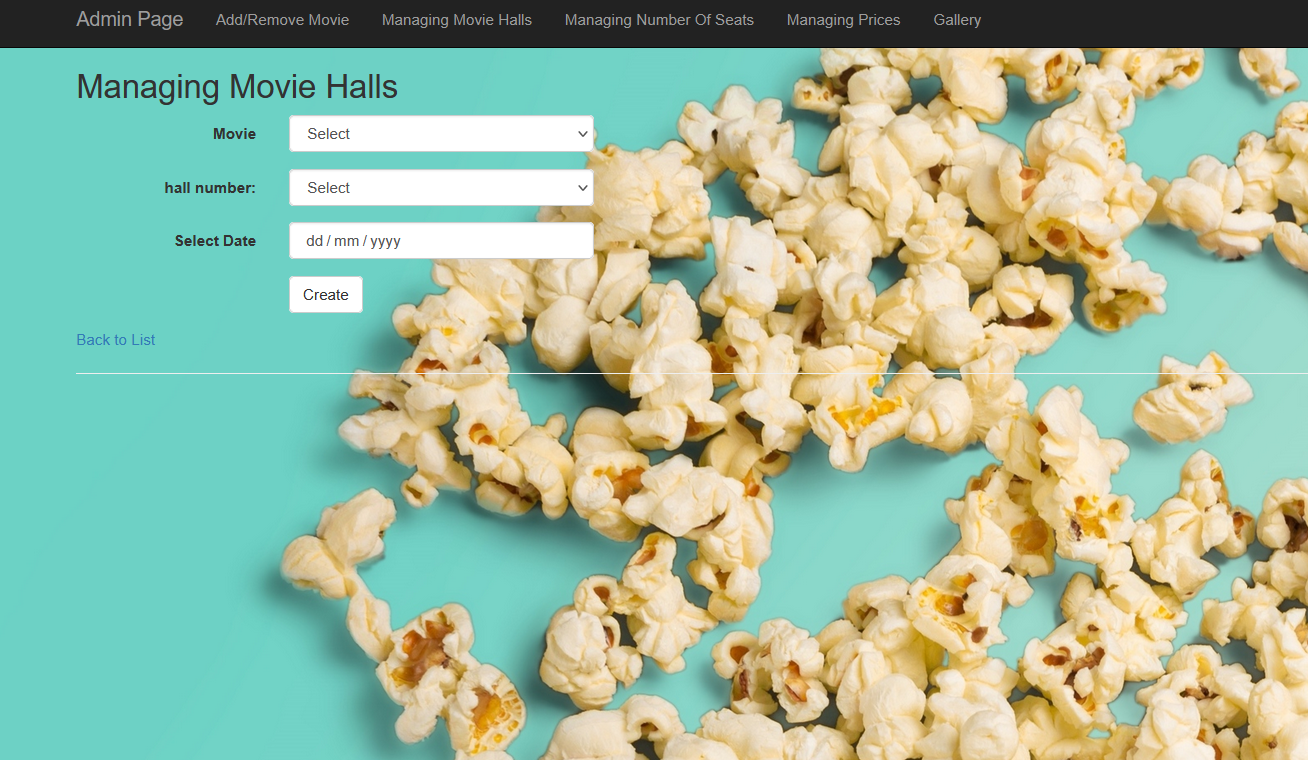 Admin Page Add/Remove Movie Managing Movie Halls Managing Number Of Seats Managing Prices Gallery
Managing Movie Halls
Movie Select
hall number: Select
Select Date dd/mm/yyyy
Create
Back to List